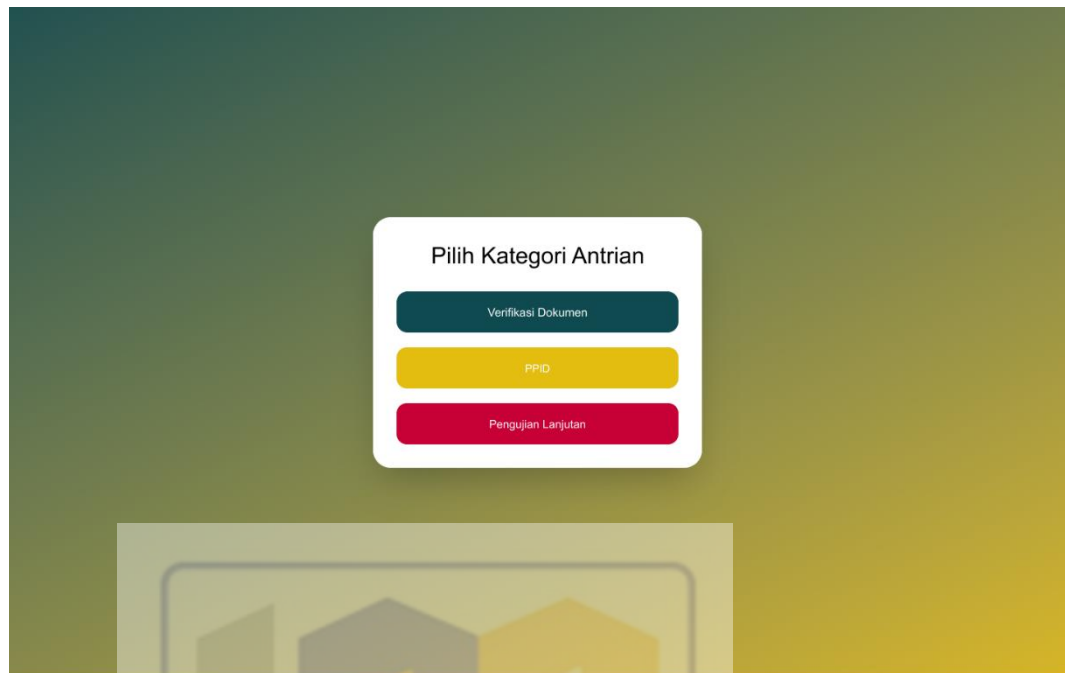 Pilih Kategori Antrian
Verifikasi Dokumen
PPID
Pengujian Lanjutan